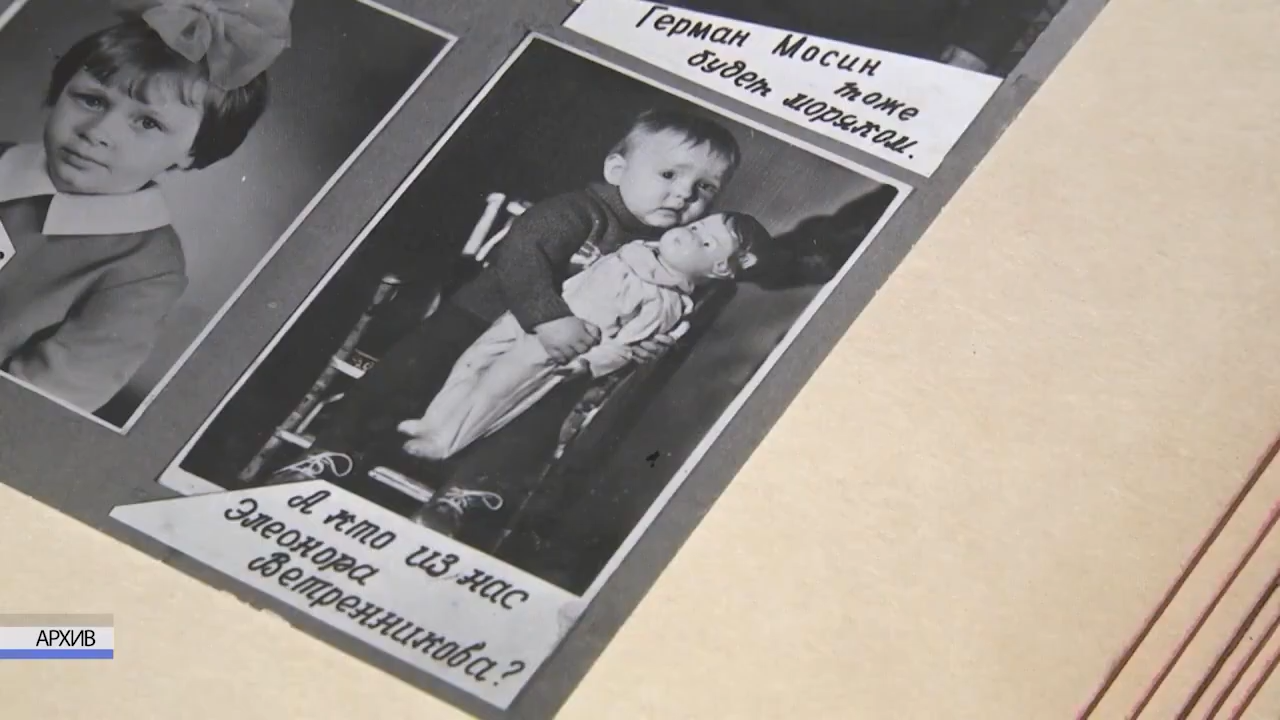 Герман Мосин
тоже
будет моряком.
А кто из нас
Элеонора
Ветренникова?
АРХИВ